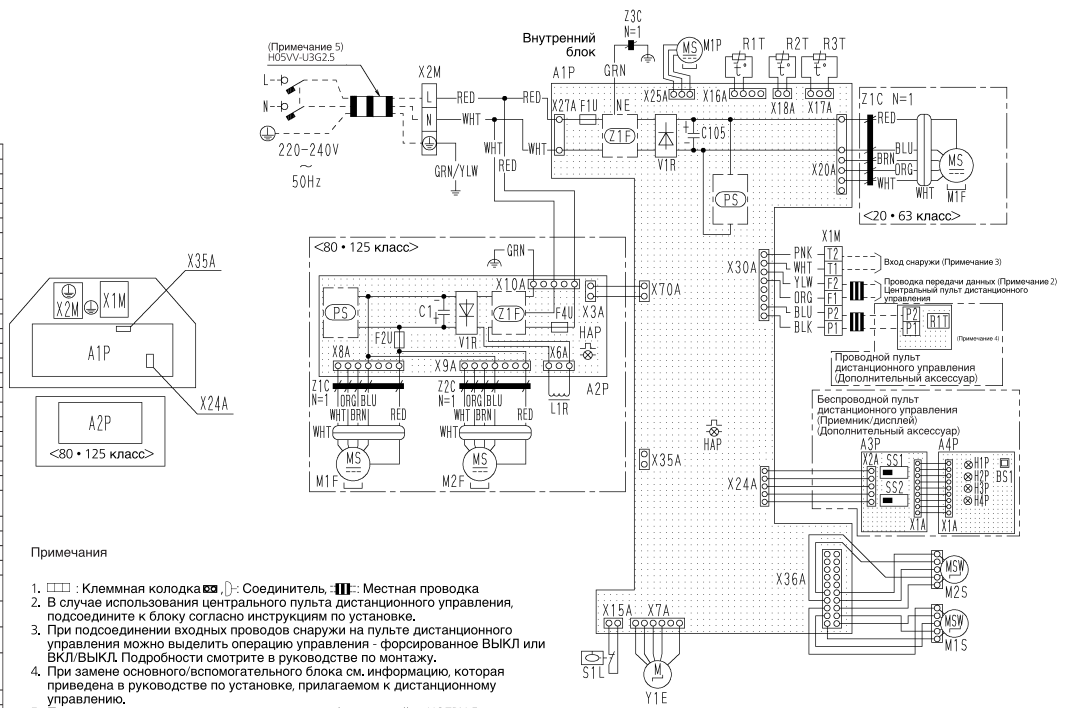 (Примечание 5)
H05VV-U3G2.5
L
N
220-240V
~
50Hz
X2M
L
N
RED
WHT
GRN/YLW
WHT
RED
RED
WHT
Внутренний
блок
A1P
X27A
F1U
GRN
Z3C
N=1
NE
Z1F
V1R
C105
PS
MS
M1P
X25A
R1T
R2T
R3T
t°
t°
t°
X16A
X18A
X17A
Z1C N=1
RED
BLU
BRN
ORG
WHT
X20A
WHT
MS
M1F
<20 • 63 класс>
<80 • 125 класс>
GRN
X10A
PS
C1
Z1F
V1R
F4U
F2U
X3A
X70A
HAP
X8A
X9A
X6A
A2P
Z1C
N=1
ORG
BLU
WHT
BRN
RED
WHT
MS
M1F
Z2C
N=1
ORG
BLU
WHT
BRN
RED
WHT
MS
M2F
L1R
X30A
PNK
WHT
YLW
ORG
BLU
BLK
X1M
T2
T1
F2
F1
P2
P1
Вход снаружи (Примечание 3)
Проводка передачи данных (Примечание 2)
Центральный пульт дистанционного
управления
P2
P1
R1T
(Примечание 4)
Проводной пульт
дистанционного управления
(Дополнительный аксессуар)
Беспроводной пульт
дистанционного управления
(Приемник/дисплей)
(Дополнительный аксессуар)
A3P
A4P
X2A
SS1
SS2
X1A
X1A
H1P
H2P
H3P
H4P
BS1
HAP
X35A
X24A
X36A
MSW
M2S
MSW
M1S
X15A
X7A
S1L
M
Y1E
X35A
X2M
X1M
A1P
X24A
A2P
<80 • 125 класс>
Примечания
1. : Клеммная колодка , : Соединитель, : Местная проводка
2. В случае использования центрального пульта дистанционного управления,
подсоедините к блоку согласно инструкциям по установке.
3. При подсоединении входных проводов снаружи на пульте дистанционного
управления можно выделить операцию управления - форсированное ВЫКЛ или
ВКЛ/ВЫКЛ. Подробности смотрите в руководстве по монтажу.
4. При замене основного/вспомогательного блока см. информацию, которая
приведена в руководстве по установке, прилагаемом к дистанционному
управлению.